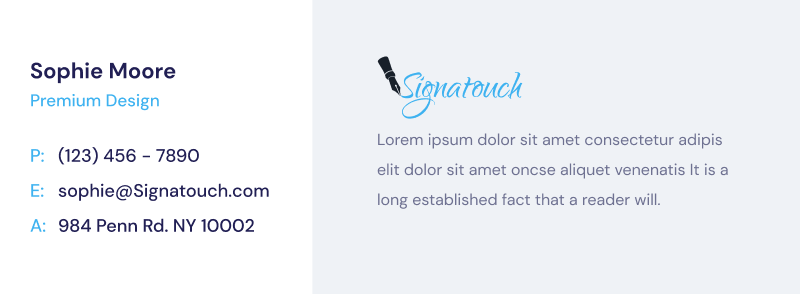 Sophie Moore
Premium Design
P: (123) 456 - 7890
E: sophie@Signatouch.com
A: 984 Penn Rd. NY 10002
Signatouch
Lorem ipsum dolor sit amet consectetur adipis
elit dolor sit amet oncse aliquet venenatis It is a
long established fact that a reader will.